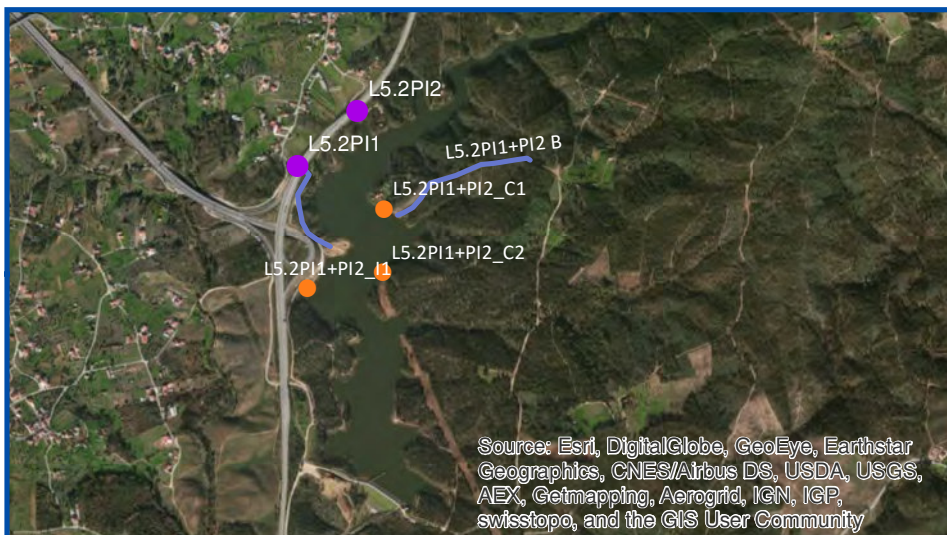 L5.2PI2
L5.2PI1
L5.2PI1+PI2 B
L5.2PI1+PI2_C1
L5.2PI1+PI2_C2
L5.2PI1+PI2_I1
Source: Esri, DigitalGlobe, GeoEye, Earthstar
Geographics, CNES/Airbus DS, USDA, USGS,
AEX, Getmapping, Aerogrid, IGN, IGP,
swisstopo, and the GIS User Community